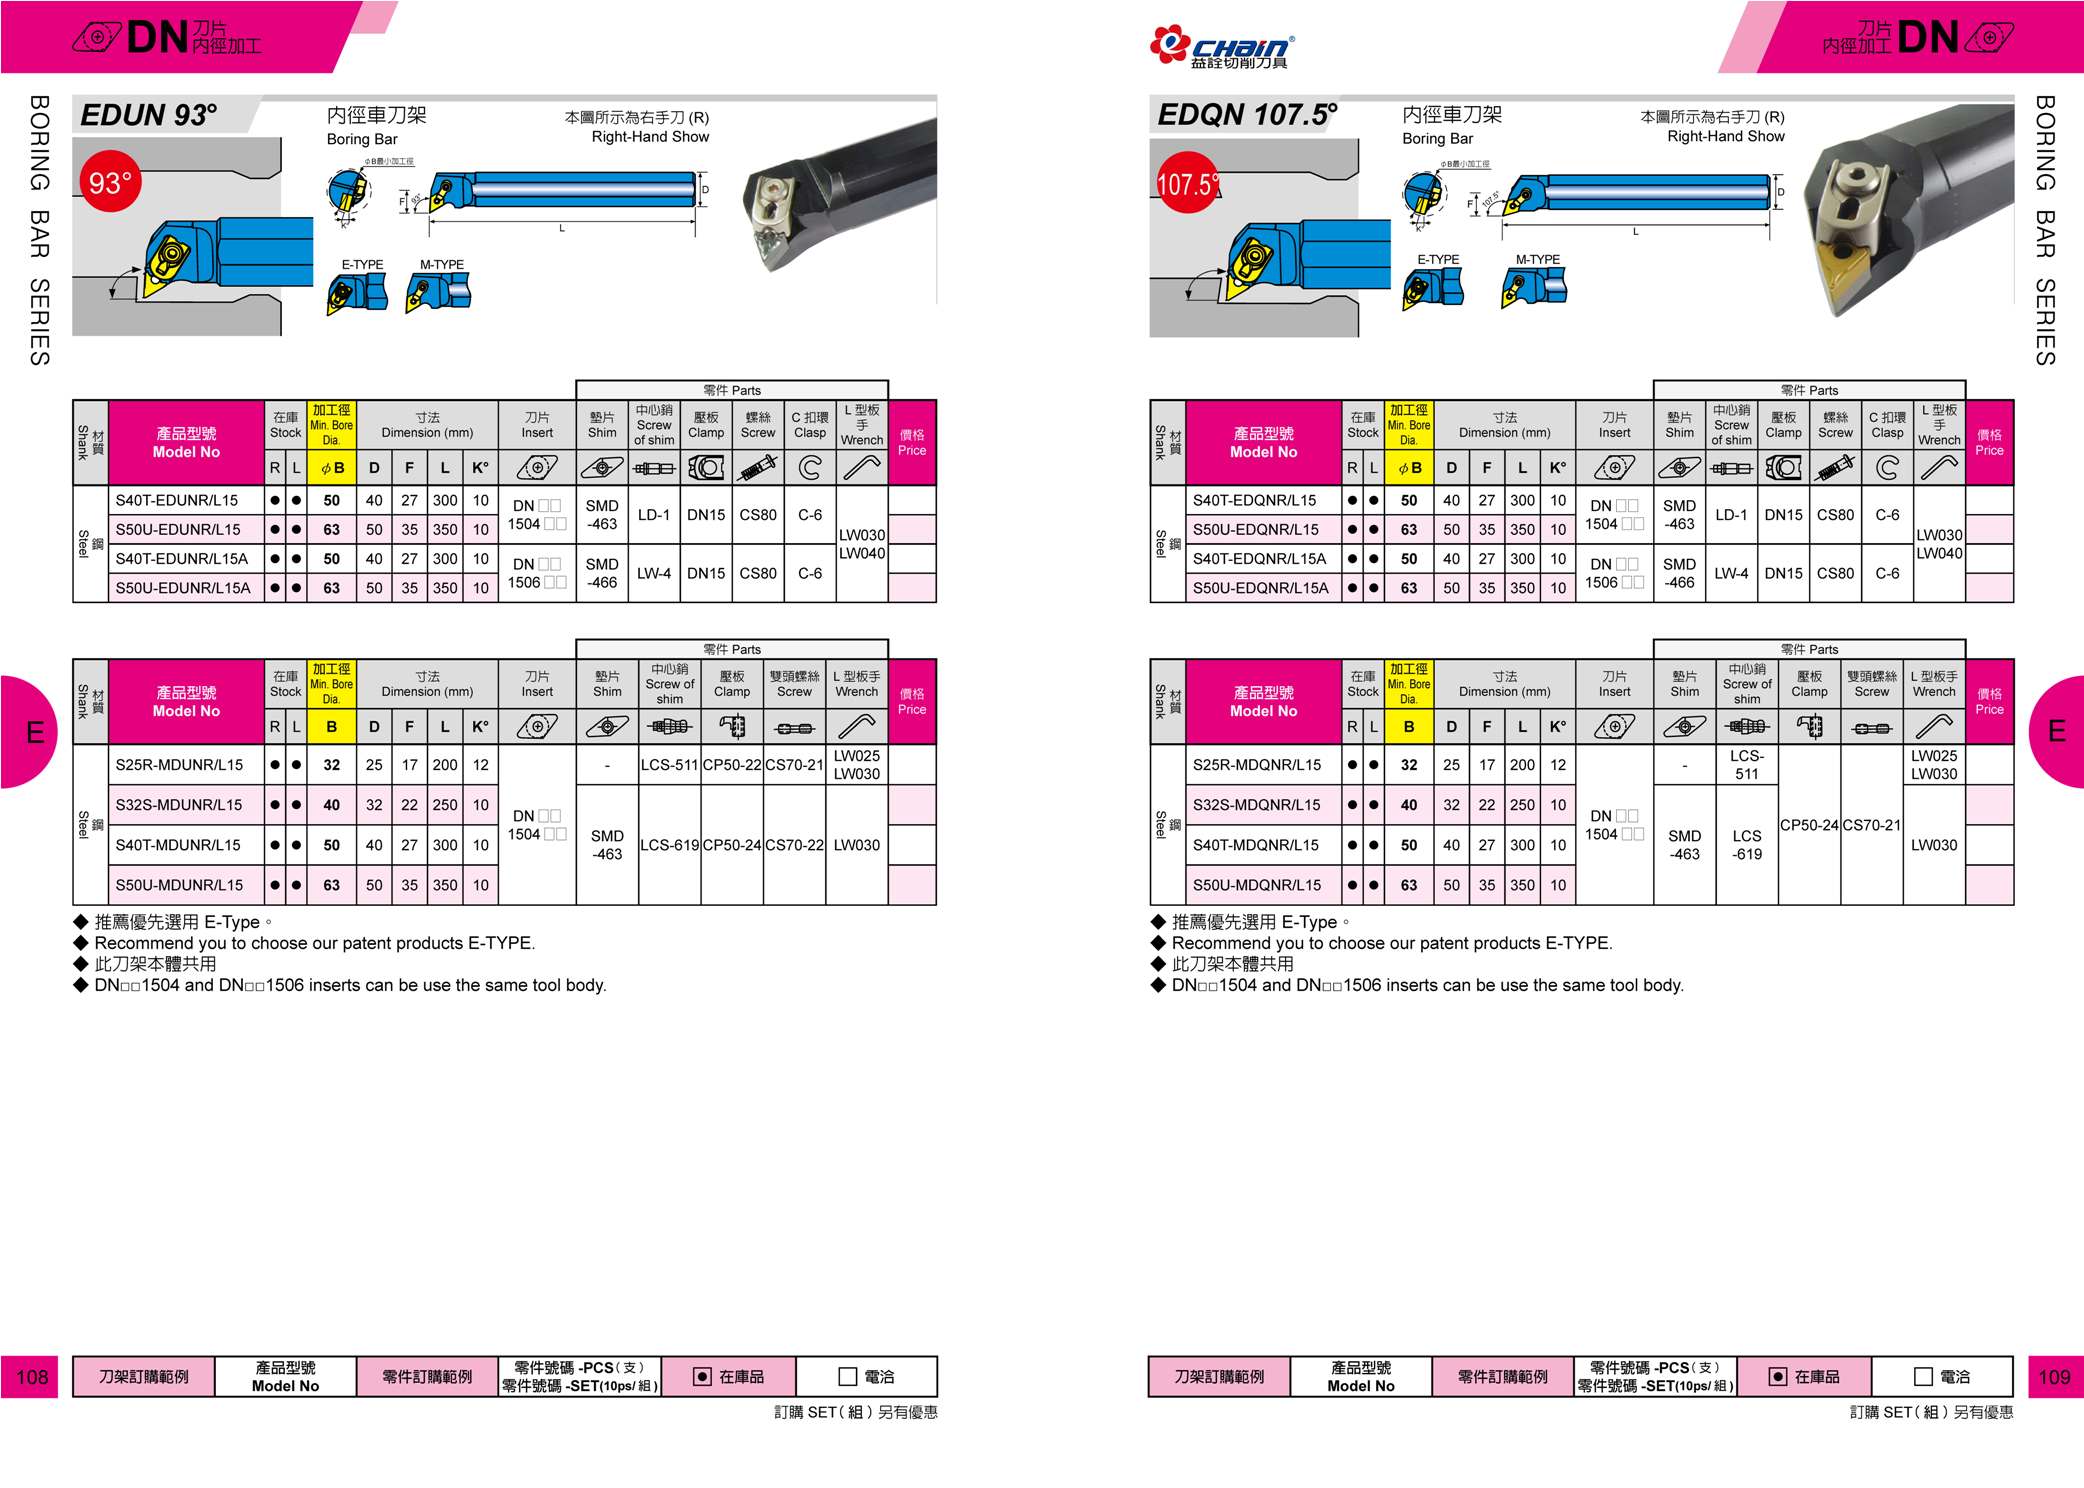 DN 刀片
内徑加工
BORING BAR SERIES
EDUN 93°
内徑車刀架
Boring Bar
本圖所示為右手刀 (R)
Right-Hand Show
93°
φB最小加工徑
K°
F
93°
D
L
E-TYPE
M-TYPE
零件 Parts
材質 Shank
產品型號 Model No
在庫 Stock
加工徑 Min. Bore Dia.
寸法 Dimension (mm)
刀片 Insert
墊片 Shim
中心銷 Screw of shim
壓板 Clamp
螺絲 Screw
C 扣環 Clasp
L 型板手 Wrench
價格 Price
R L φB D F L K°
鋼 Steel
S40T-EDUNR/L15 ● ● 50 40 27 300 10 DN □□ 1504 □□ SMD -463 LD-1 DN15 CS80 C-6 LW030 LW040
S50U-EDUNR/L15 ● ● 63 50 35 350 10
S40T-EDUNR/L15A ● ● 50 40 27 300 10 DN □□ 1506 □□ SMD -466 LW-4 DN15 CS80 C-6
S50U-EDUNR/L15A ● ● 63 50 35 350 10
零件 Parts
材質 Shank
產品型號 Model No
在庫 Stock
加工徑 Min. Bore Dia.
寸法 Dimension (mm)
刀片 Insert
墊片 Shim
中心銷 Screw of shim
壓板 Clamp
雙頭螺絲 Screw
L 型板手 Wrench
價格 Price
R L B D F L K°
鋼 Steel
S25R-MDUNR/L15 ● ● 32 25 17 200 12 DN □□ 1504 □□ - LCS-511 CP50-22 CS70-21 LW025 LW030
S32S-MDUNR/L15 ● ● 40 32 22 250 10 SMD -463 LCS-619 CP50-24 CS70-22 LW030
S40T-MDUNR/L15 ● ● 50 40 27 300 10
S50U-MDUNR/L15 ● ● 63 50 35 350 10
◆ 推薦優先選用 E-Type。
◆ Recommend you to choose our patent products E-TYPE.
◆ 此刀架本體共用
◆ DN□□1504 and DN□□1506 inserts can be use the same tool body.
E
108
刀架訂購範例
產品型號
Model No
零件訂購範例
零件號碼 -PCS(支)
零件號碼 -SET(10ps/組)
在庫品
電洽
訂購 SET(組)另有優惠
CHain®
益詮切削刀具
刀片
内徑加工 DN
BORING BAR SERIES
EDQN 107.5°
内徑車刀架
Boring Bar
本圖所示為右手刀 (R)
Right-Hand Show
107.5°
φB最小加工徑
K°
F
107.5°
D
L
E-TYPE
M-TYPE
零件 Parts
材質 Shank
產品型號 Model No
在庫 Stock
加工徑 Min. Bore Dia.
寸法 Dimension (mm)
刀片 Insert
墊片 Shim
中心銷 Screw of shim
壓板 Clamp
螺絲 Screw
C 扣環 Clasp
L 型板手 Wrench
價格 Price
R L φB D F L K°
鋼 Steel
S40T-EDQNR/L15 ● ● 50 40 27 300 10 DN □□ 1504 □□ SMD -463 LD-1 DN15 CS80 C-6 LW030 LW040
S50U-EDQNR/L15 ● ● 63 50 35 350 10
S40T-EDQNR/L15A ● ● 50 40 27 300 10 DN □□ 1506 □□ SMD -466 LW-4 DN15 CS80 C-6
S50U-EDQNR/L15A ● ● 63 50 35 350 10
零件 Parts
材質 Shank
產品型號 Model No
在庫 Stock
加工徑 Min. Bore Dia.
寸法 Dimension (mm)
刀片 Insert
墊片 Shim
中心銷 Screw of shim
壓板 Clamp
雙頭螺絲 Screw
L 型板手 Wrench
價格 Price
R L B D F L K°
鋼 Steel
S25R-MDQNR/L15 ● ● 32 25 17 200 12 DN □□ 1504 □□ - LCS-511 CP50-24 CS70-21 LW025 LW030
S32S-MDQNR/L15 ● ● 40 32 22 250 10 SMD -463 LCS -619 LW030
S40T-MDQNR/L15 ● ● 50 40 27 300 10
S50U-MDQNR/L15 ● ● 63 50 35 350 10
◆ 推薦優先選用 E-Type。
◆ Recommend you to choose our patent products E-TYPE.
◆ 此刀架本體共用
◆ DN□□1504 and DN□□1506 inserts can be use the same tool body.
E
刀架訂購範例
產品型號
Model No
零件訂購範例
零件號碼 -PCS(支)
零件號碼 -SET(10ps/組)
在庫品
電洽
109
訂購 SET(組)另有優惠